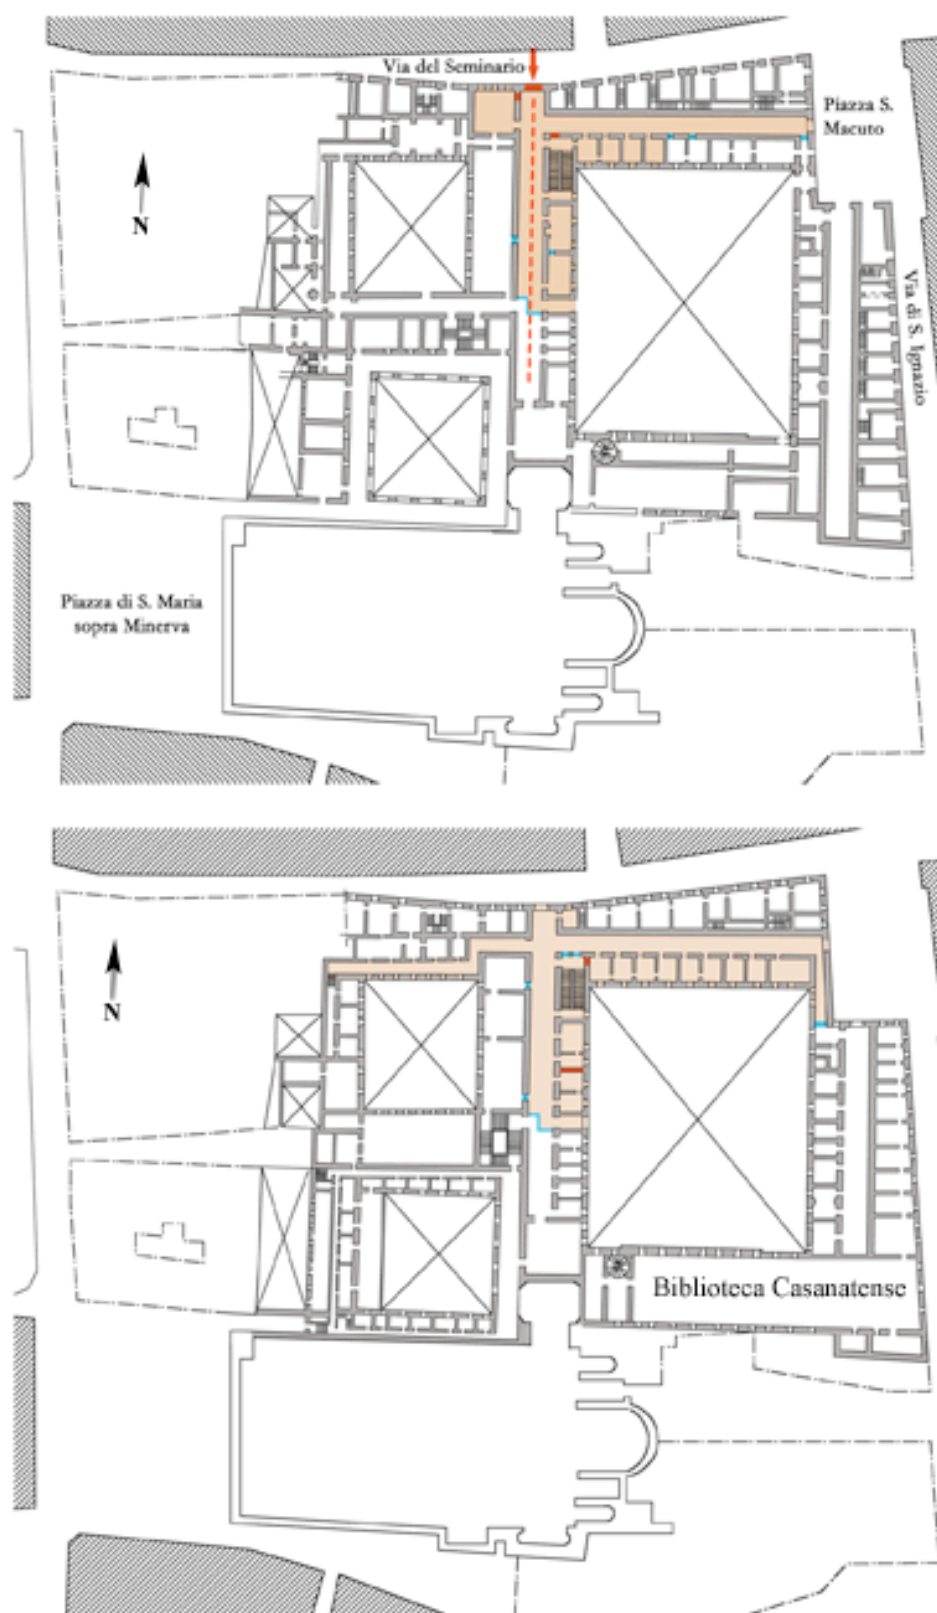 Via del Seminario
Piazza S.
Macuto
N
Via di S. Ignazio
Piazza di S. Maria
sopra Minerva
N
Biblioteca Casanatense